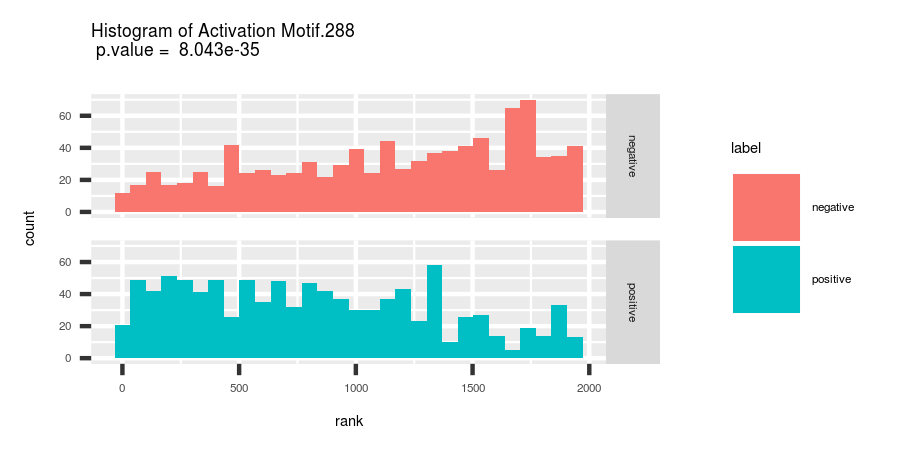 Histogram of Activation Motif.288
p.value = 8.043e-35
count
60
40
20
0
negative
60
40
20
0
positive
0 500 1000 1500 2000
rank
label
negative
positive